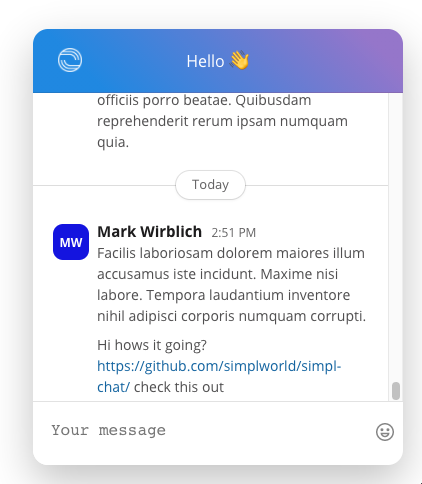 Hello 👋
officiis porro beatae. Quibusdam
reprehenderit rerum ipsam numquam
quia.
Today
MW
Mark Wirblich 2:51 PM
Facilis laboriosam dolorem maiores illum
accusamus iste incidunt. Maxime nisi
labore. Tempora laudantium inventore
nihil adipisci corporis numquam corrupti.
Hi hows it going?
https://github.com/simplworld/simpl-
chat/ check this out
Your message